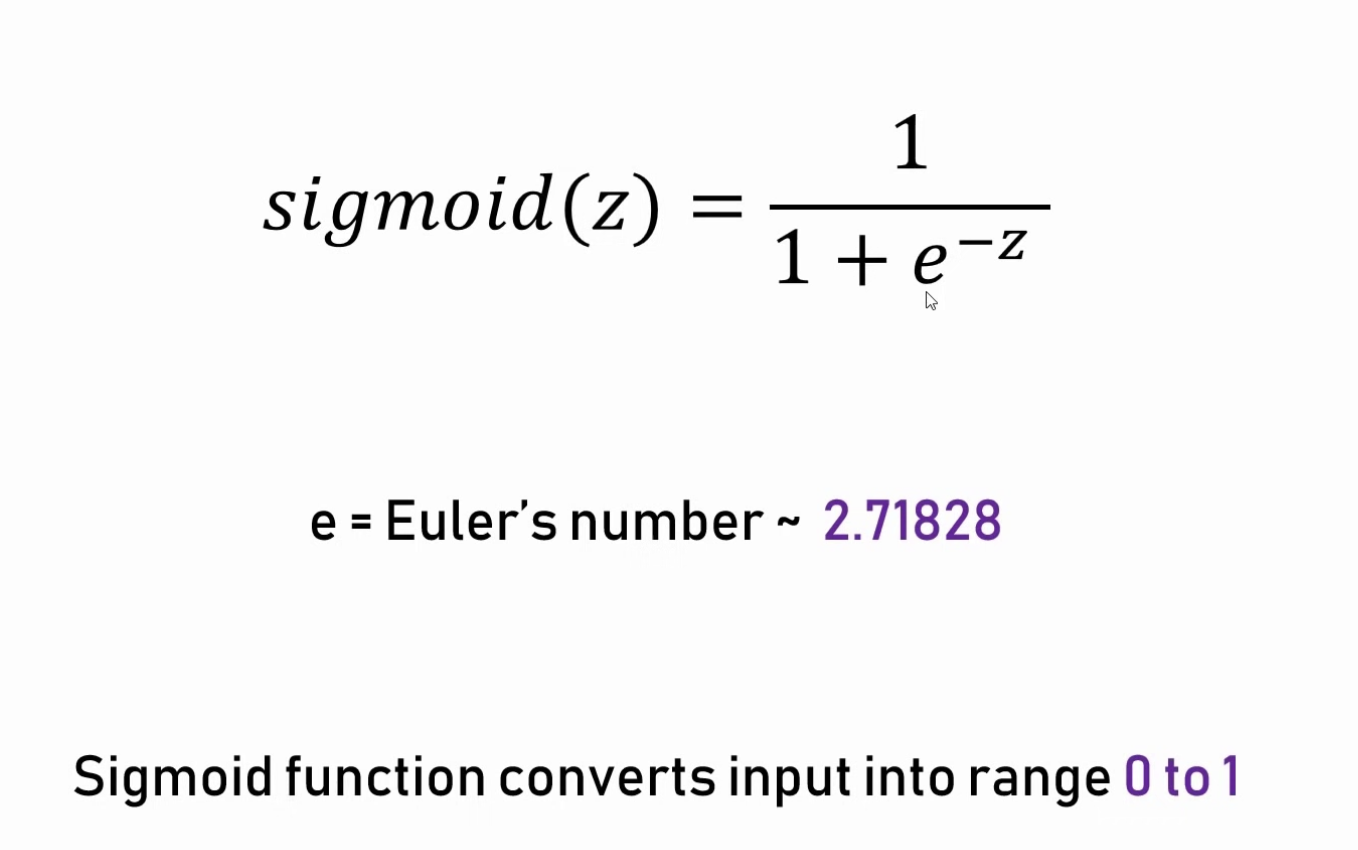 sigmoid(z) = 1 / (1 + e^−z)
e = Euler’s number ~ 2.71828
Sigmoid function converts input into range 0 to 1